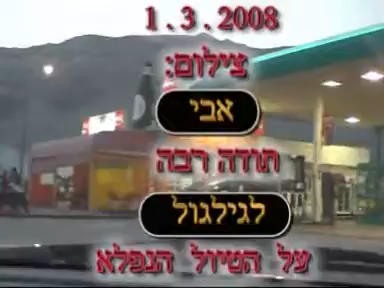 1.3.2008
צילום:
אבי
תודה רבה
לגילגול
על הטיול הנפלא